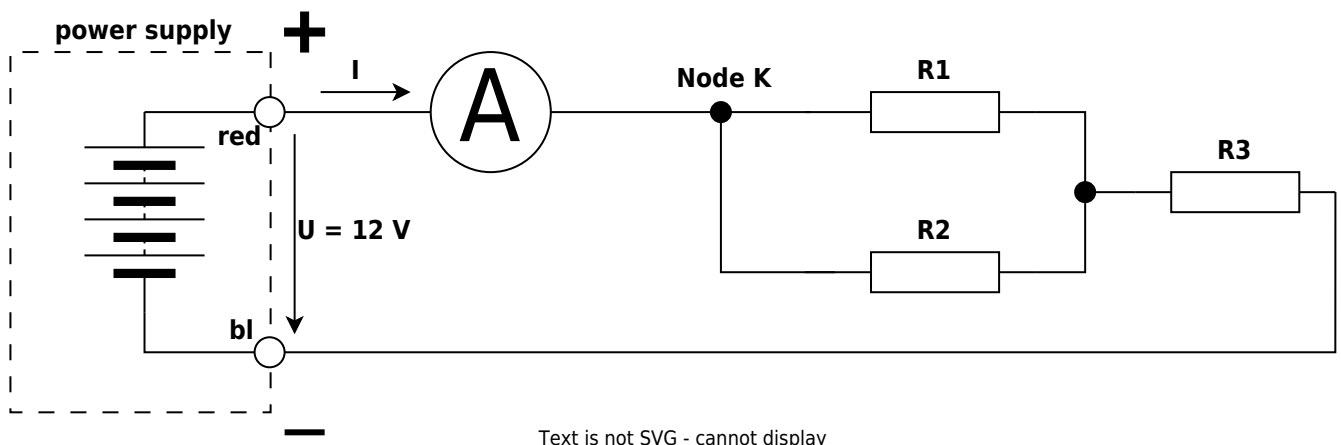 power supply
+
I
A
Node K
R1
R3
red
U = 12 V
R2
bl
−
Text is not SVG - cannot display